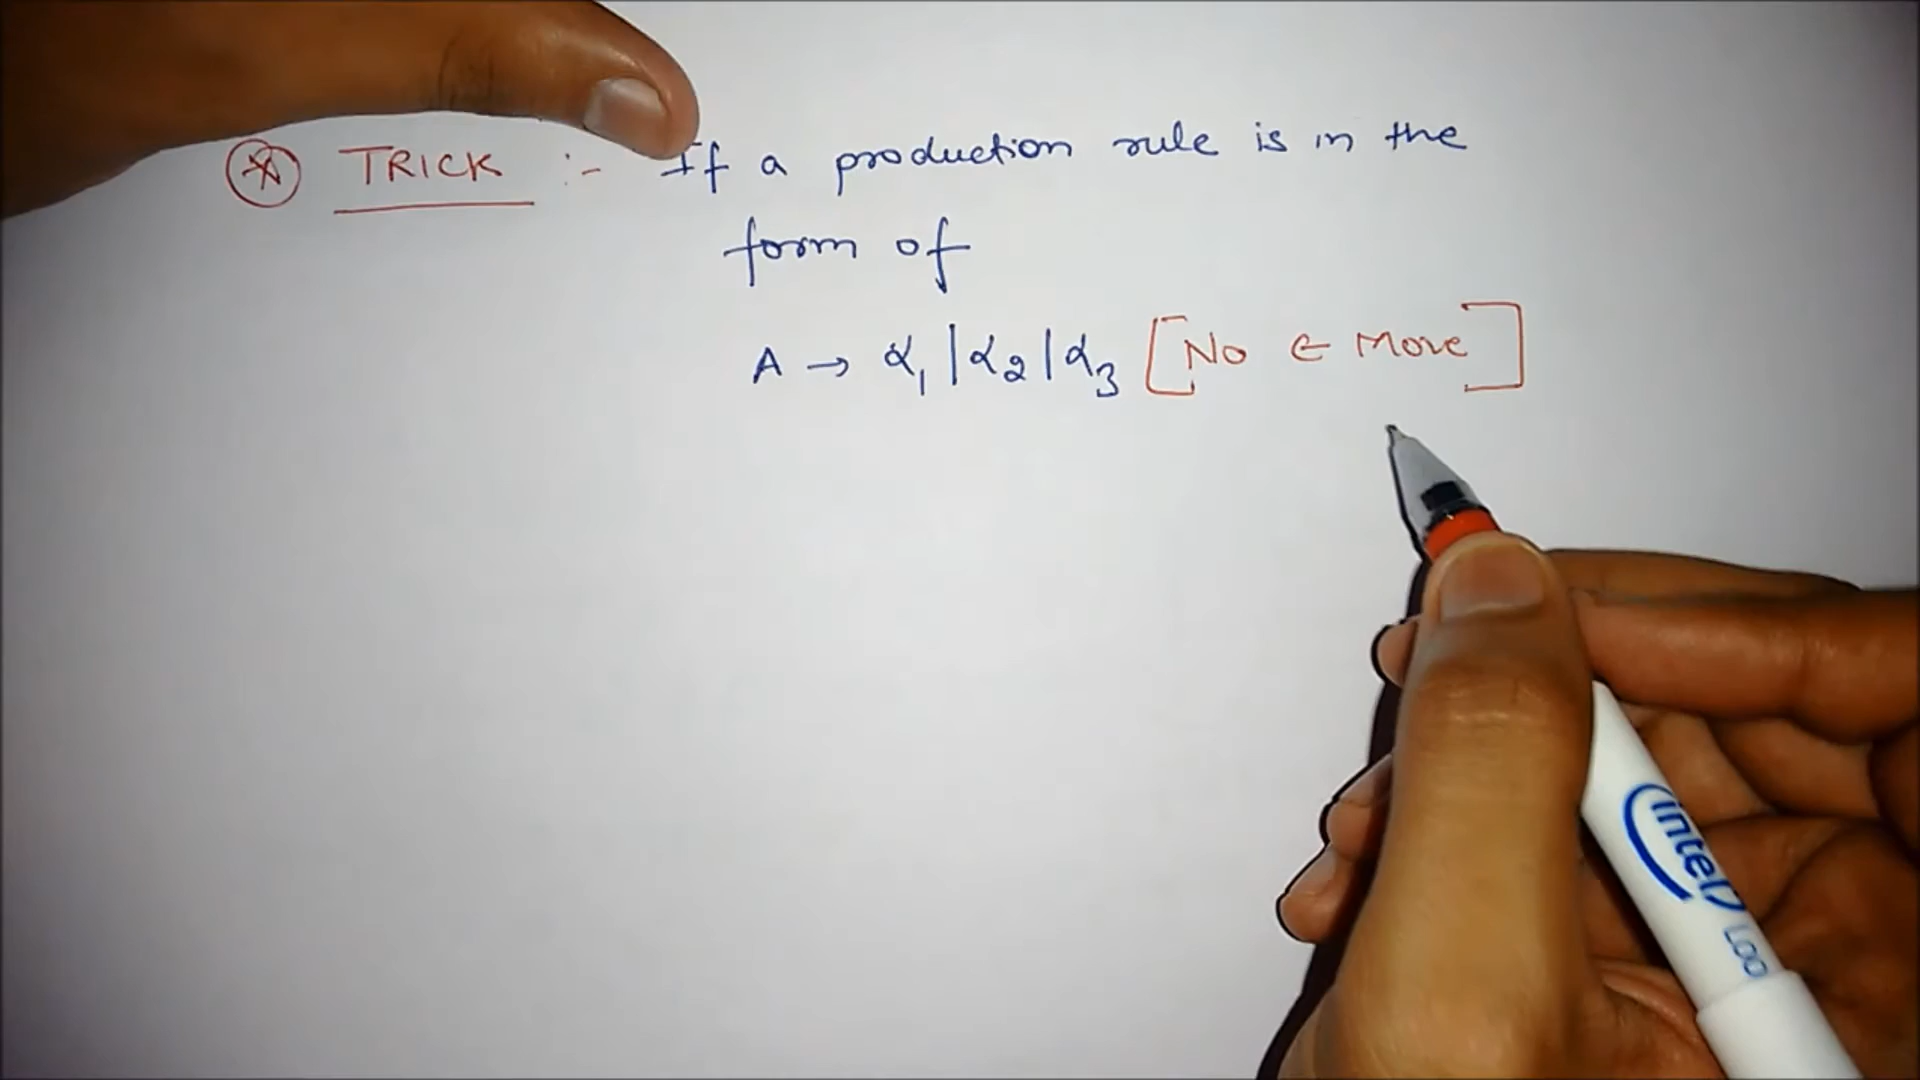 ⊛ TRICK :- If a production rule is in the
form of
A → α₁ | α₂ | α₃ [No ∈ Move]
intel